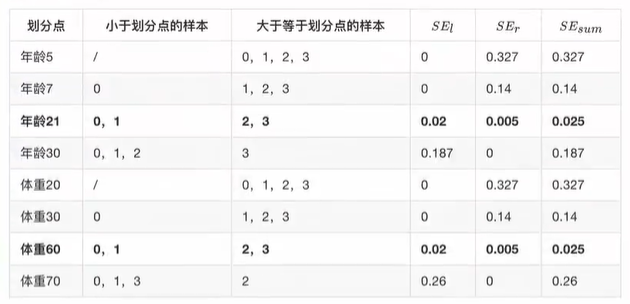 划分点 小于划分点的样本 大于等于划分点的样本 SEl SEr SEsum
年龄5 / 0，1，2，3 0 0.327 0.327
年龄7 0 1，2，3 0 0.14 0.14
年龄21 0，1 2，3 0.02 0.005 0.025
年龄30 0，1，2 3 0.187 0 0.187
体重20 / 0，1，2，3 0 0.327 0.327
体重30 0 1，2，3 0 0.14 0.14
体重60 0，1 2，3 0.02 0.005 0.025
体重70 0，1，3 2 0.26 0 0.26